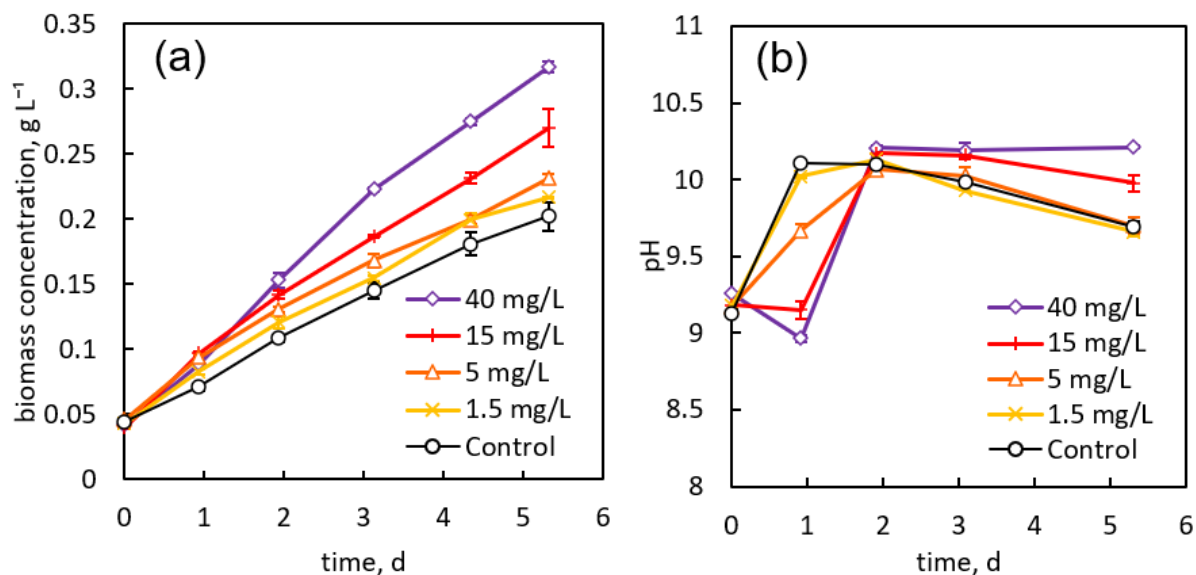 (a)
biomass concentration, g L⁻¹
0.35
0.3
0.25
0.2
0.15
0.1
0.05
0
0 1 2 3 4 5 6
time, d
40 mg/L
15 mg/L
5 mg/L
1.5 mg/L
Control
(b)
pH
11
10.5
10
9.5
9
8.5
8
0 1 2 3 4 5 6
time, d
40 mg/L
15 mg/L
5 mg/L
1.5 mg/L
Control